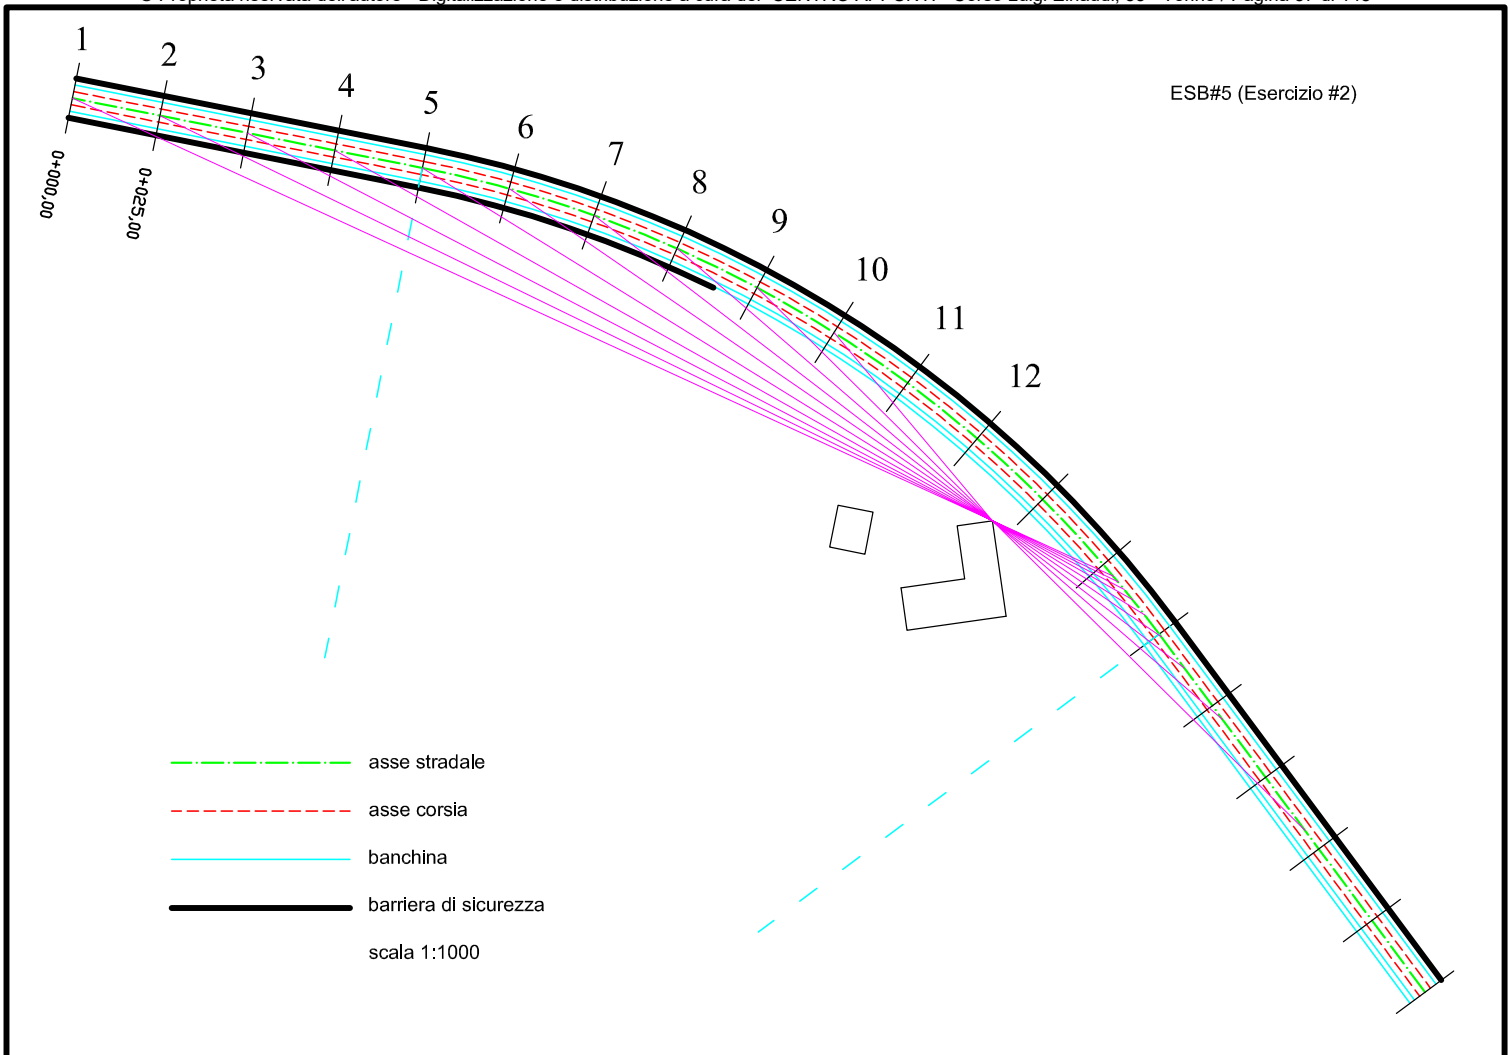 ESB#5 (Esercizio #2)
1
2
3
4
5
6
7
8
9
10
11
12
0+000,00
0+025,00
asse stradale
asse corsia
banchina
barriera di sicurezza
scala 1:1000